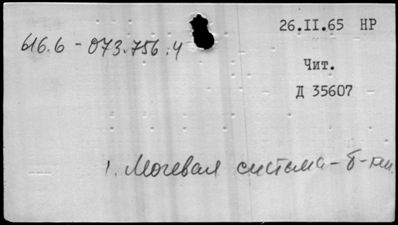 26.II.65 НР
616.6-073.756.4
Чит.
Д 35607
1. Мочевая система-б-ни.